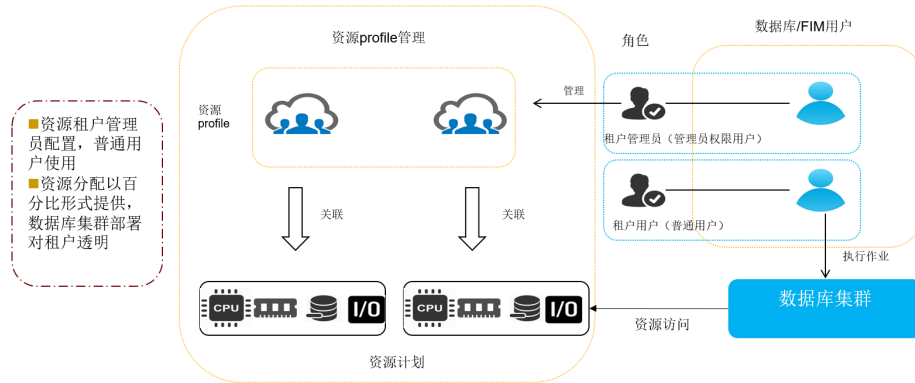 数据库/FIM用户
资源profile管理
角色
资源
profile
管理
■资源租户管理
员配置，普通用
户使用
■资源分配以百
分比形式提供，
数据库集群部署
对租户透明
租户管理员（管理员权限用户）
关联
关联
租户用户（普通用户）
执行作业
CPU
I/O
CPU
I/O
数据库集群
资源访问
资源计划